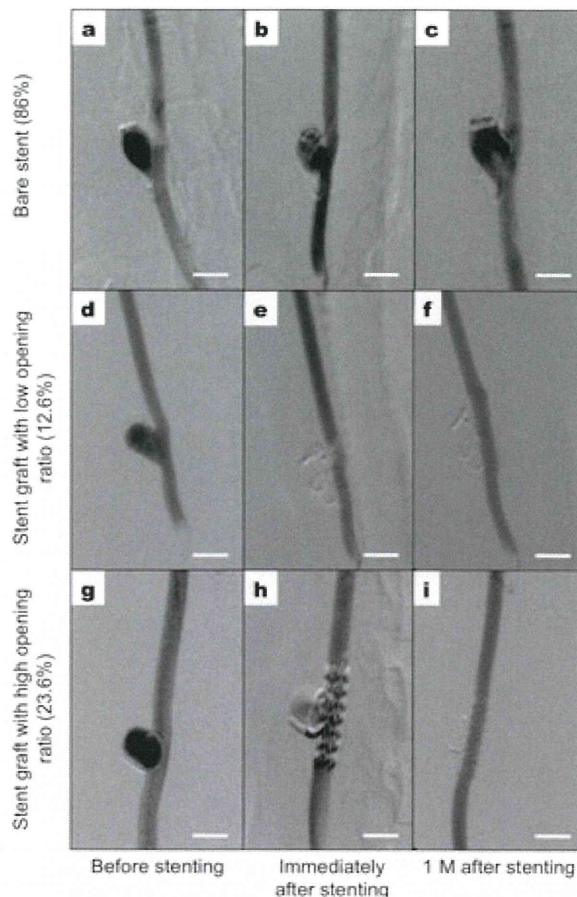 a
b
c
Bare stent (86%)
d
e
f
Stent graft with low opening
ratio (12.6%)
g
h
i
Stent graft with high opening
ratio (23.6%)
Before stenting
Immediately
after stenting
1 M after stenting